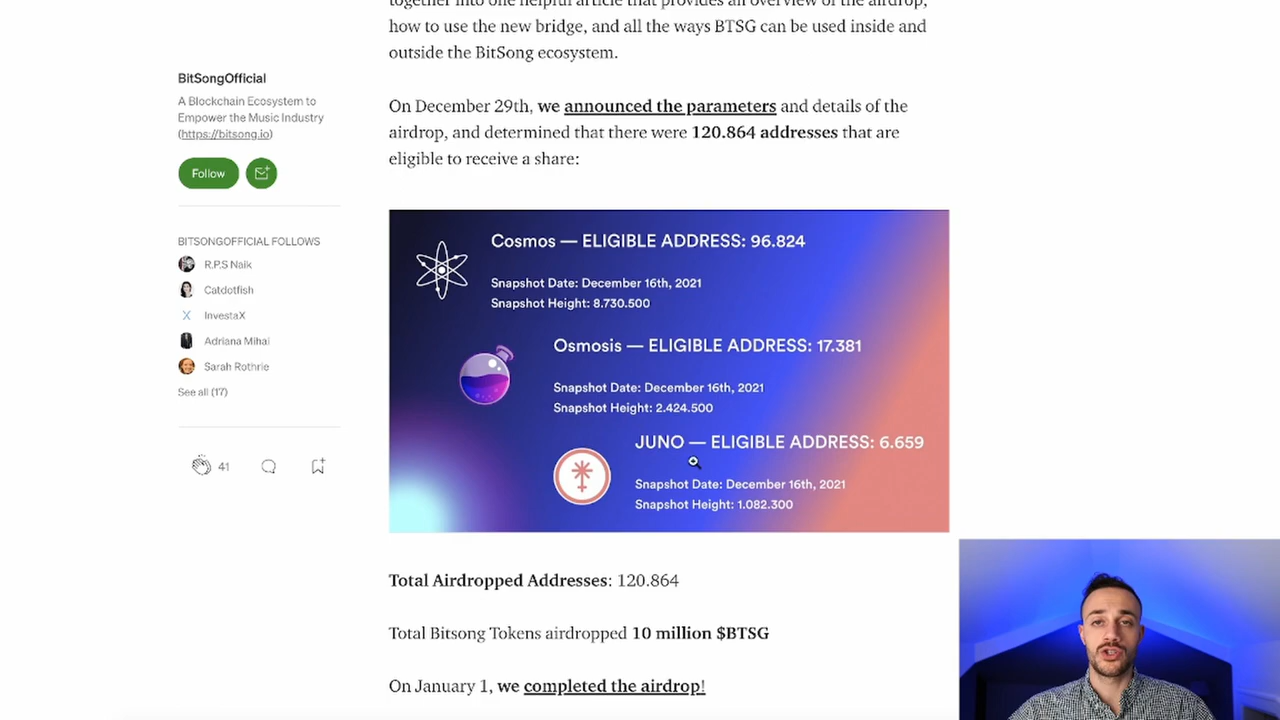 together into one helpful article that provides an overview of the airdrop,
how to use the new bridge, and all the ways BTSG can be used inside and
outside the BitSong ecosystem.
BitSongOfficial
A Blockchain Ecosystem to
Empower the Music Industry
(https://bitsong.io)
Follow
BITSONGOFFICIAL FOLLOWS
R.P.S Naik
Catdotfish
InvestaX
Adriana Mihai
Sarah Rothrie
See all (17)
41
On December 29th, we announced the parameters and details of the
airdrop, and determined that there were 120.864 addresses that are
eligible to receive a share:
Cosmos — ELIGIBLE ADDRESS: 96.824
Snapshot Date: December 16th, 2021
Snapshot Height: 8.730.500
Osmosis — ELIGIBLE ADDRESS: 17.381
Snapshot Date: December 16th, 2021
Snapshot Height: 2.424.500
JUNO — ELIGIBLE ADDRESS: 6.659
Snapshot Date: December 16th, 2021
Snapshot Height: 1.082.300
Total Airdropped Addresses: 120.864
Total Bitsong Tokens airdropped 10 million $BTSG
On January 1, we completed the airdrop!